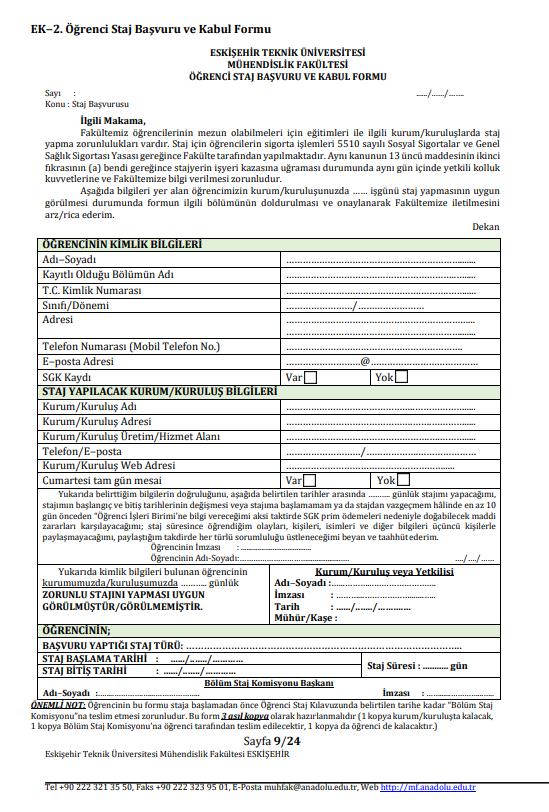 EK–2. Öğrenci Staj Başvuru ve Kabul Formu
ESKİŞEHİR TEKNİK ÜNİVERSİTESİ
MÜHENDİSLİK FAKÜLTESİ
ÖĞRENCİ STAJ BAŞVURU VE KABUL FORMU
Sayı : ...../....../.......
Konu : Staj Başvurusu
İlgili Makama,
Fakültemiz öğrencilerinin mezun olabilmeleri için eğitimleri ile ilgili kurum/kuruluşlarda staj
yapma zorunlulukları vardır. Staj için öğrencilerin sigorta işlemleri 5510 sayılı Sosyal Sigortalar ve Genel
Sağlık Sigortası Yasası gereğince Fakülte tarafından yapılmaktadır. Aynı kanunun 13 üncü maddesinin ikinci
fıkrasının (a) bendi gereğince stajyerin işyeri kazasına uğraması durumunda aynı gün içinde yetkili kolluk
kuvvetlerine ve Fakültemize bilgi verilmesi zorunludur.
Aşağıda bilgileri yer alan öğrencimizin kurum/kuruluşunuzda ...... işgünü staj yapmasının uygun
görülmesi durumunda formun ilgili bölümünün doldurulması ve onaylanarak Fakültemize iletilmesini
arz/rica ederim.
Dekan
ÖĞRENCİNİN KİMLİK BİLGİLERİ
Adı–Soyadı ..................................................................
Kayıtlı Olduğu Bölümün Adı ..................................................................
T.C. Kimlik Numarası ..................................................................
Sınıfı/Dönemi ............................/.......................
Adresi ..................................................................
..................................................................
Telefon Numarası (Mobil Telefon No.) ..................................................................
E–posta Adresi .........................@...................................
SGK Kaydı Var Yok
STAJ YAPILACAK KURUM/KURULUŞ BİLGİLERİ
Kurum/Kuruluş Adı ..................................................................
Kurum/Kuruluş Adresi ..................................................................
Kurum/Kuruluş Üretim/Hizmet Alanı ..................................................................
Telefon/E–posta ........................./...................................
Kurum/Kuruluş Web Adresi ...........................................................
Cumartesi tam gün mesai Var Yok
Yukarıda belirttiğim bilgilerin doğruluğunu, aşağıda belirtilen tarihler arasında .......... günlük stajımı yapacağımı,
stajımın başlangıç ve bitiş tarihlerinin değişmesi veya stajıma başlamamam ya da stajdan vazgeçmem hâlinde en az 10
gün önceden "Öğrenci İşleri Birimi'ne bilgi vereceğimi aksi taktirde SGK prim ödemeleri nedeniyle doğabilecek maddi
zararları karşılayacağımı; staj süresince öğrendiğim olayları, kişileri, isimleri ve diğer bilgileri üçüncü kişilerle
paylaşmayacağımı, paylaştığım takdirde her türlü sorumluluğu üstleneceğimi beyan ve taahhüt ederim.
Öğrencinin İmzası : ..............................
Öğrencinin Adı-Soyadı:.............................. ..../..../.....
Yukarıda kimlik bilgileri bulunan öğrencinin
kurumumuzda/kuruluşumuzda .......... günlük
ZORUNLU STAJINI YAPMASI UYGUN
GÖRÜLMÜŞTÜR/GÖRÜLMEMİŞTİR.
Kurum/Kuruluş veya Yetkilisi
Adı–Soyadı :..............................
İmzası : ..............................
Tarih : ...../....../...........
Mühür/Kaşe :
ÖĞRENCİNİN;
BAŞVURU YAPTIĞI STAJ TÜRÜ: ..................................................................
STAJ BAŞLAMA TARİHİ : ....../......./...........
STAJ BİTİŞ TARİHİ : ....../......./...........
Staj Süresi : .......... gün
Bölüm Staj Komisyonu Başkanı
Adı–Soyadı :.............................. İmzası : ....................
ÖNEMLİ NOT: Öğrencinin bu formu staja başlamadan önce Öğrenci Staj Kılavuzunda belirtilen tarihe kadar "Bölüm Staj
Komisyonu"na teslim etmesi zorunludur. Bu form 3 asıl kopya olarak hazırlanmalıdır (1 kopya kurum/kuruluşta kalacak,
1 kopya Bölüm Staj Komisyonu'na öğrenci tarafından teslim edilecektir, 1 kopya da öğrenci de kalacaktır.)
Sayfa 9/24
Eskişehir Teknik Üniversitesi Mühendislik Fakültesi ESKİŞEHİR
Tel +90 222 321 35 50, Faks +90 222 323 95 01, E-Posta muhfak@anadolu.edu.tr, Web http://mf.anadolu.edu.tr